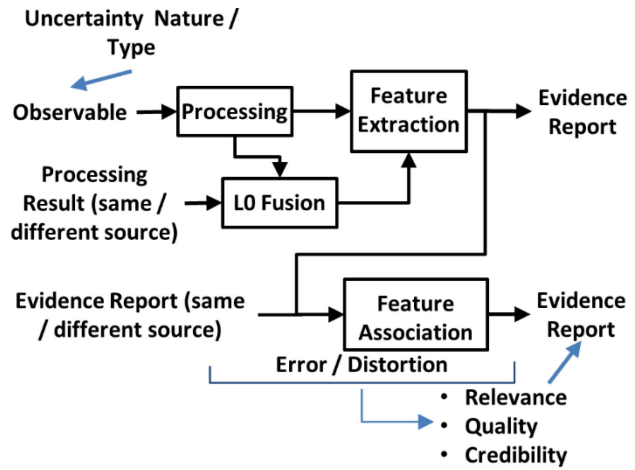 Uncertainty Nature /
Type
Observable
Processing
Feature
Extraction
Evidence
Report
Processing
Result (same /
different source)
L0 Fusion
Evidence Report (same
/ different source)
Feature
Association
Evidence
Report
Error / Distortion
• Relevance
• Quality
• Credibility